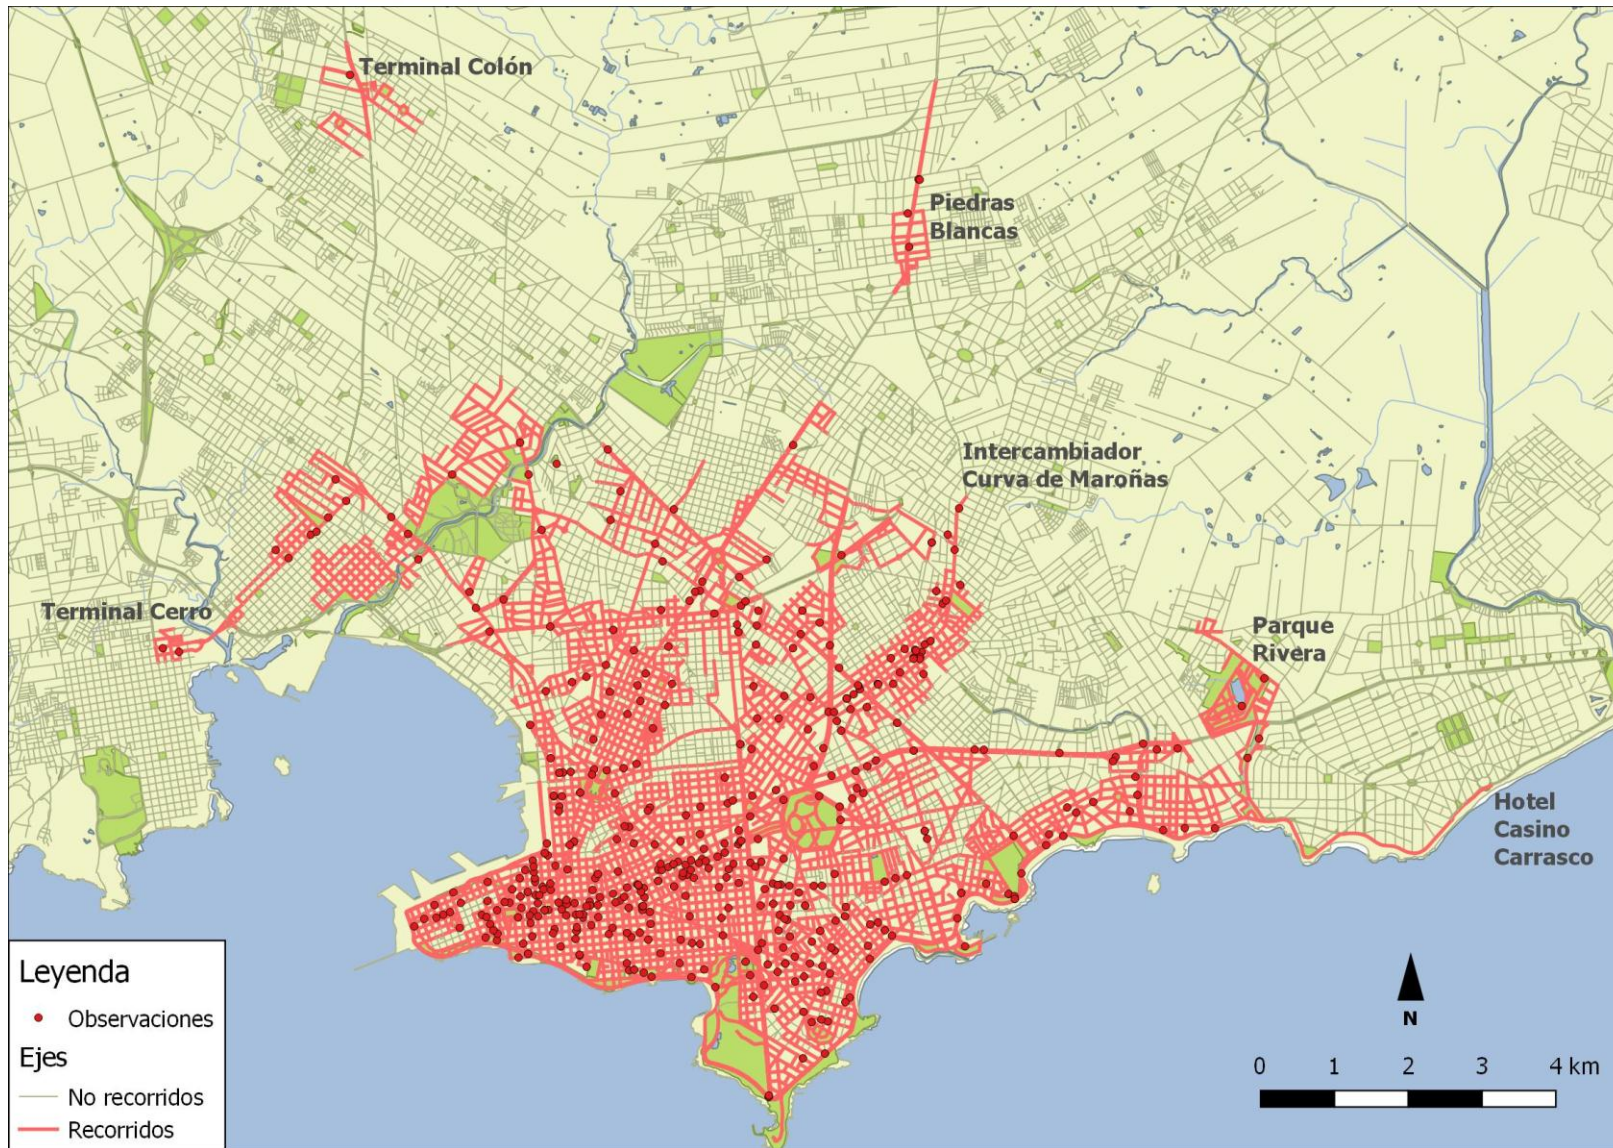 Terminal Colón
Piedras
Blancas
Intercambiador
Curva de Maroñas
Terminal Cerro
Parque
Rivera
Hotel
Casino
Carrasco
Leyenda
Observaciones
Ejes
No recorridos
Recorridos
N
0 1 2 3 4 km